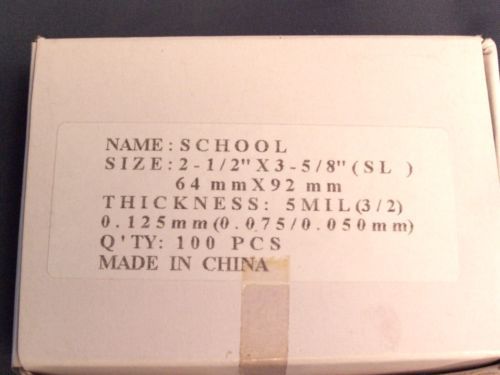 NAME: SCHOOL
SIZE: 2-1/2"X3-5/8"(SL )
64 mmX92 mm
THICKNESS: 5MIL(3/2)
0.125mm(0.075/0.050mm)
Q'TY: 100 PCS
MADE IN CHINA